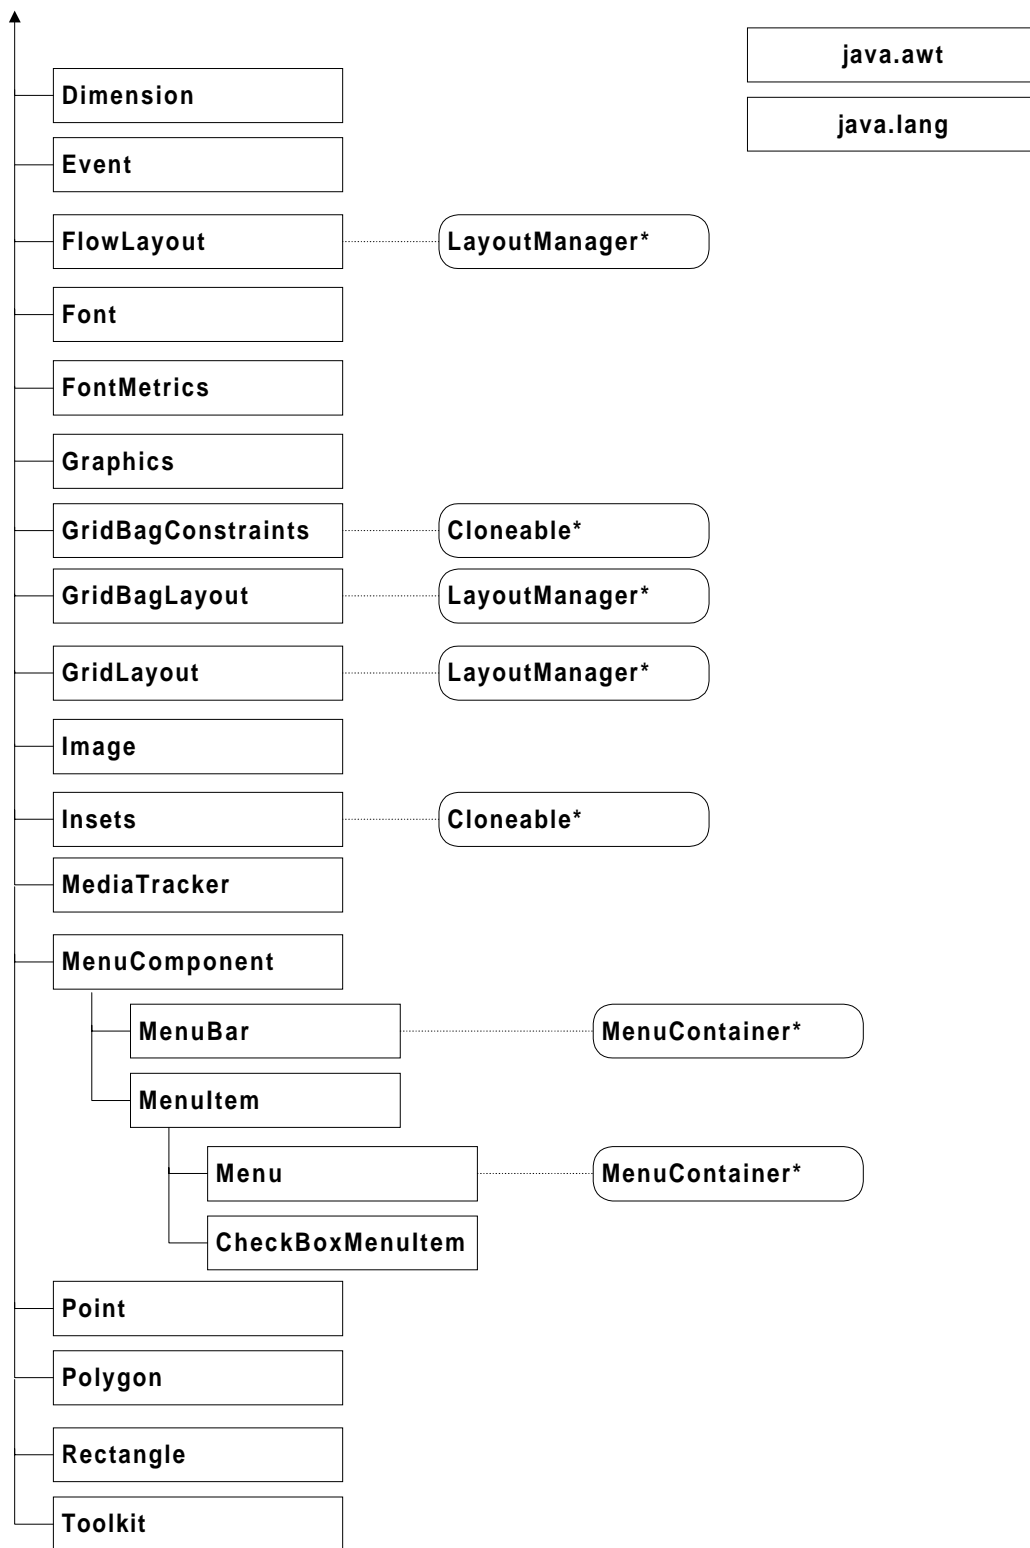 java.awt
java.lang
Dimension
Event
FlowLayout
LayoutManager*
Font
FontMetrics
Graphics
GridBagConstraints
Cloneable*
GridBagLayout
LayoutManager*
GridLayout
LayoutManager*
Image
Insets
Cloneable*
MediaTracker
MenuComponent
MenuBar
MenuContainer*
MenuItem
Menu
MenuContainer*
CheckBoxMenuItem
Point
Polygon
Rectangle
Toolkit